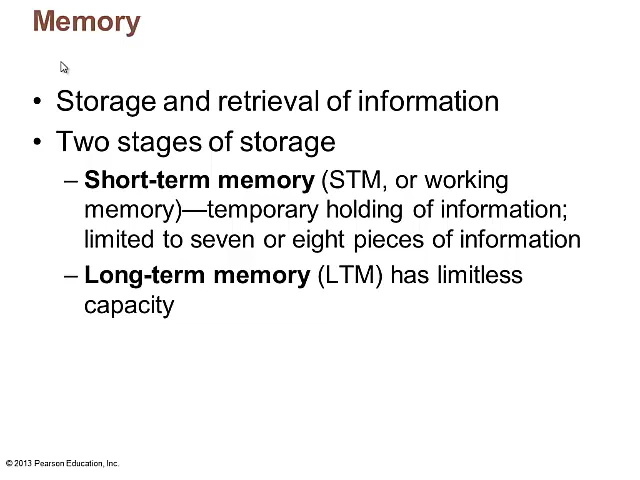 Memory
• Storage and retrieval of information
• Two stages of storage
– Short-term memory (STM, or working
memory)—temporary holding of information;
limited to seven or eight pieces of information
– Long-term memory (LTM) has limitless
capacity
© 2013 Pearson Education, Inc.